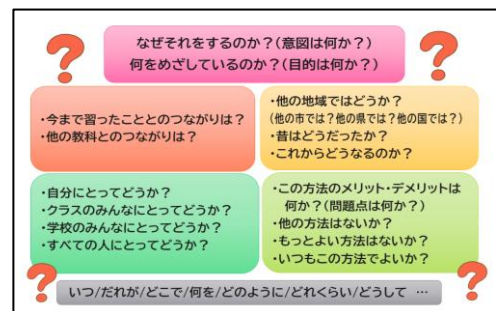 なぜそれをするのか？(意図は何か？)
何をめざしているのか？(目的は何か？)
・今まで習ったこととのつながりは？
・他の教科とのつながりは？
・他の地域ではどうか？
(他の市では？他の県では？他の国では？)
・昔はどうだったか？
・これからどうなるのか？
・自分にとってどうか？
・クラスのみんなにとってどうか？
・学校のみんなにとってどうか？
・すべての人にとってどうか？
・この方法のメリット・デメリットは
何か？(問題点は何か？)
・他の方法はないか？
・もっとよい方法はないか？
・いつもこの方法でよいか？
いつ/だれが/どこで/何を/どのように/どれくらい/どうして …